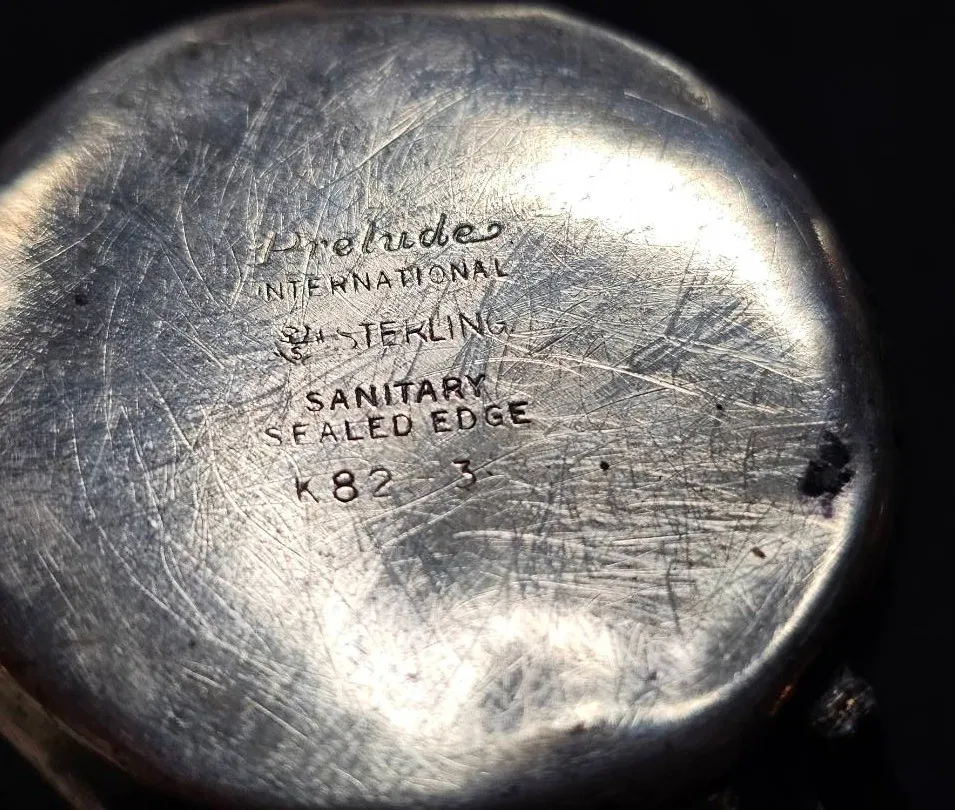 Prelude
INTERNATIONAL
STERLING
SANITARY
SEALED EDGE
K82 3